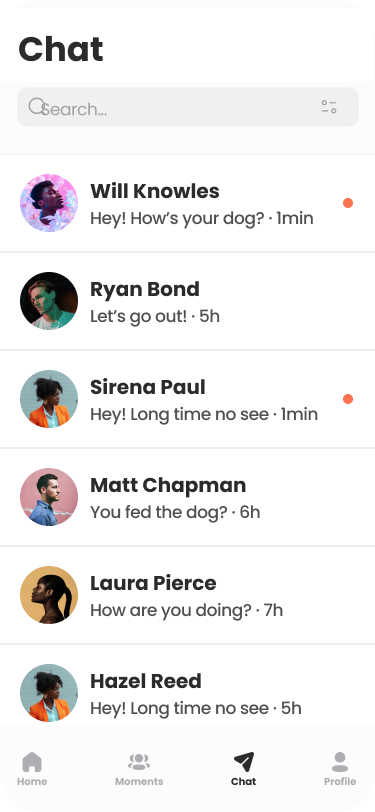 Chat
Search...
Will Knowles
Hey! How’s your dog? · 1min
Ryan Bond
Let’s go out! · 5h
Sirena Paul
Hey! Long time no see · 1min
Matt Chapman
You fed the dog? · 6h
Laura Pierce
How are you doing? · 7h
Hazel Reed
Hey! Long time no see · 5h
Home Moments Chat Profile